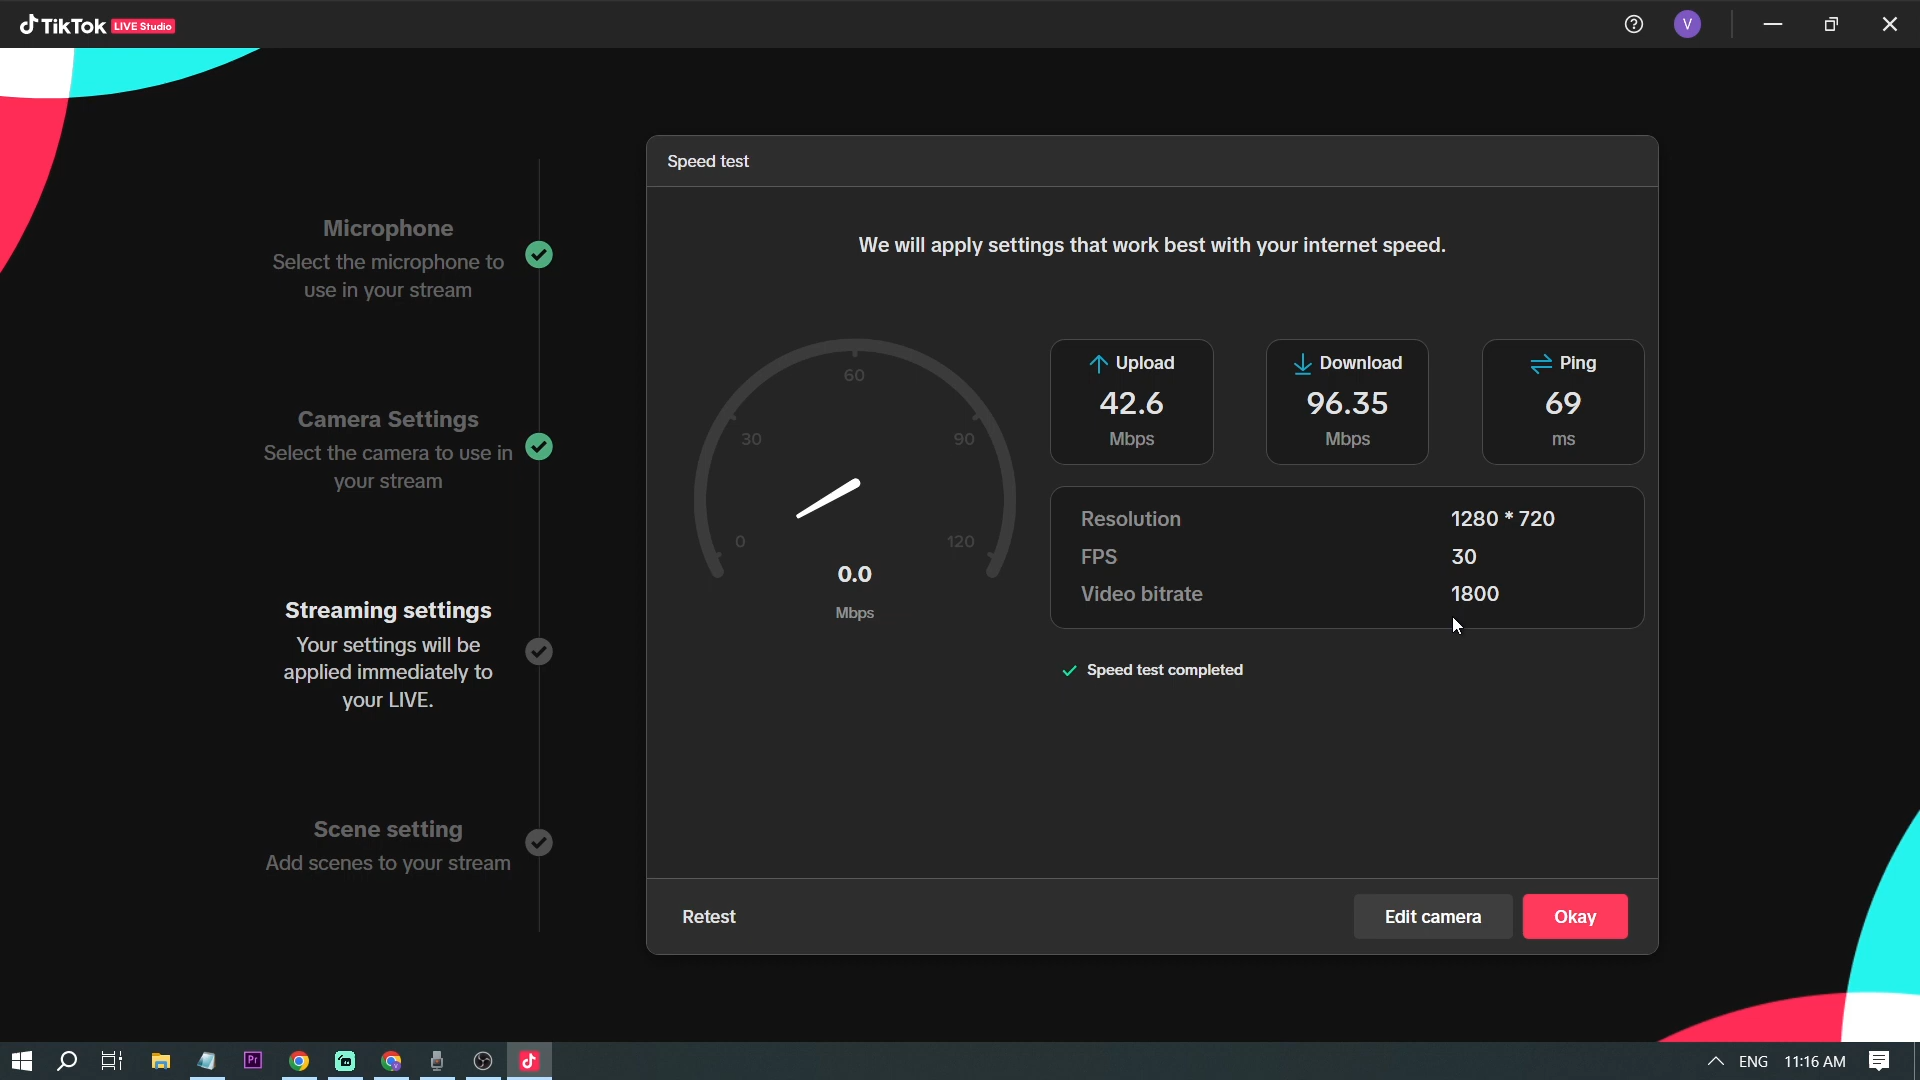 TikTok LIVE Studio
V
Microphone
Select the microphone to
use in your stream
Camera Settings
Select the camera to use in
your stream
Streaming settings
Your settings will be
applied immediately to
your LIVE.
Scene setting
Add scenes to your stream
Speed test
We will apply settings that work best with your internet speed.
0
30
60
90
120
0.0
Mbps
Upload
42.6
Mbps
Download
96.35
Mbps
Ping
69
ms
Resolution 1280 * 720
FPS 30
Video bitrate 1800
Speed test completed
Retest
Edit camera
Okay
Pr
ENG 11:16 AM